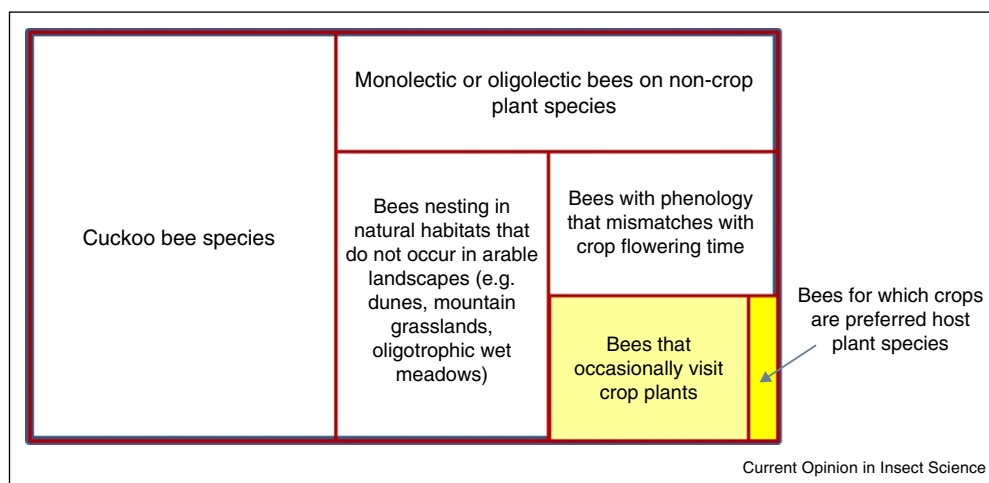 Monolectic or oligolectic bees on non-crop
plant species
Cuckoo bee species
Bees nesting in
natural habitats that
do not occur in arable
landscapes (e.g.
dunes, mountain
grasslands,
oligotrophic wet
meadows)
Bees with phenology
that mismatches with
crop flowering time
Bees that
occasionally visit
crop plants
Bees for which crops
are preferred host
plant species
Current Opinion in Insect Science